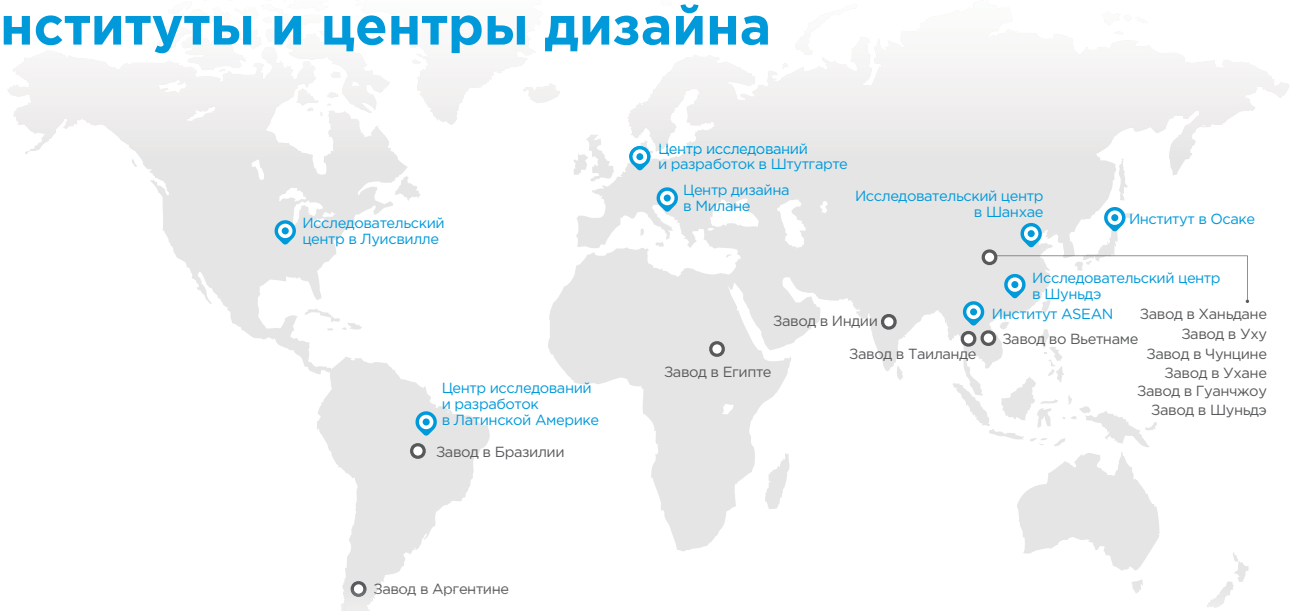 нституты и центры дизайна
Центр исследований
и разработок в Штутгарте
Центр дизайна
в Милане
Исследовательский центр
в Шанхае
Институт в Осаке
Исследовательский
центр в Луисвилле
Исследовательский центр
в Шуньдэ
Институт ASEAN
Завод в Индии
Завод во Вьетнаме
Завод в Таиланде
Завод в Египте
Завод в Ханьдане
Завод в Уху
Завод в Чунцине
Завод в Ухане
Завод в Гуанчжоу
Завод в Шуньдэ
Центр исследований
и разработок
в Латинской Америке
Завод в Бразилии
Завод в Аргентине